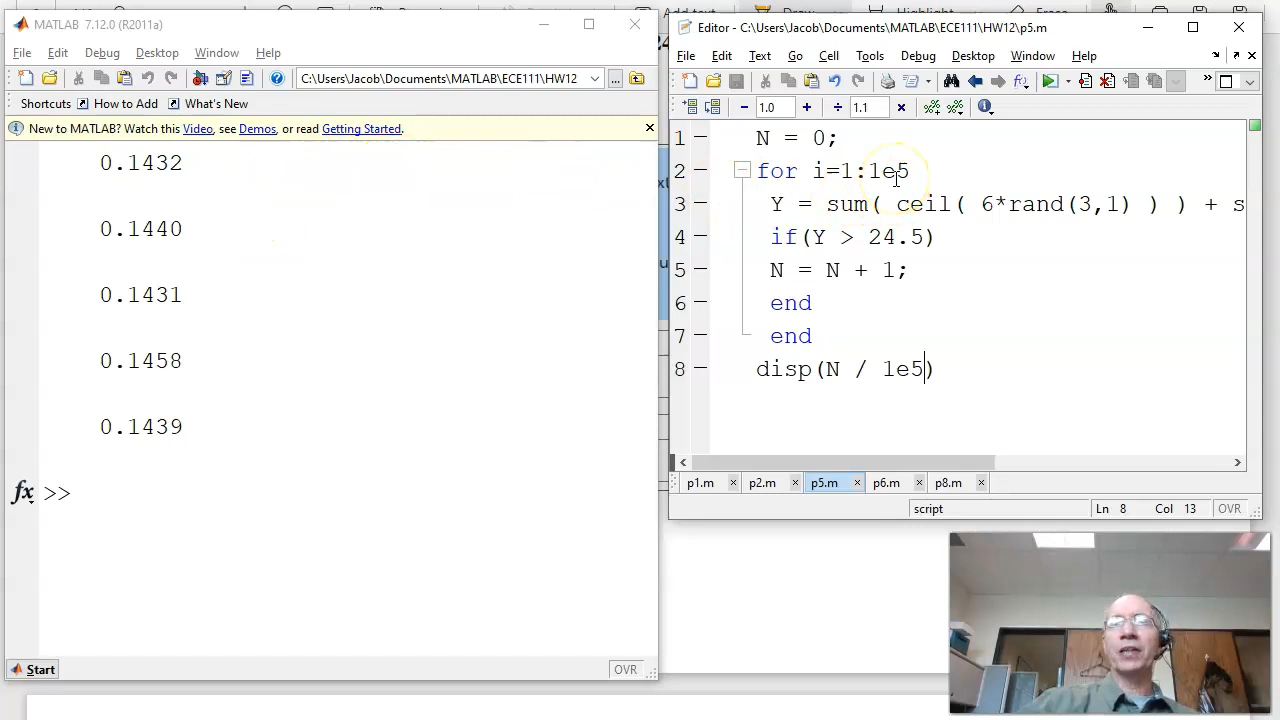 MATLAB 7.12.0 (R2011a)
File Edit Debug Desktop Window Help
C:\Users\Jacob\Documents\MATLAB\ECE111\HW12
Shortcuts How to Add What's New
New to MATLAB? Watch this Video, see Demos, or read Getting Started.
0.1432
0.1440
0.1431
0.1458
0.1439
fx >>
Start
OVR
Editor - C:\Users\Jacob\Documents\MATLAB\ECE111\HW12\p5.m
File Edit Text Go Cell Tools Debug Desktop Window Help
1.0 1.1
1 N = 0;
2 for i=1:1e5
3 Y = sum( ceil( 6*rand(3,1) ) ) + s
4 if(Y > 24.5)
5 N = N + 1;
6 end
7 end
8 disp(N / 1e5)
p1.m p2.m p5.m p6.m p8.m
script Ln 8 Col 13 OVR